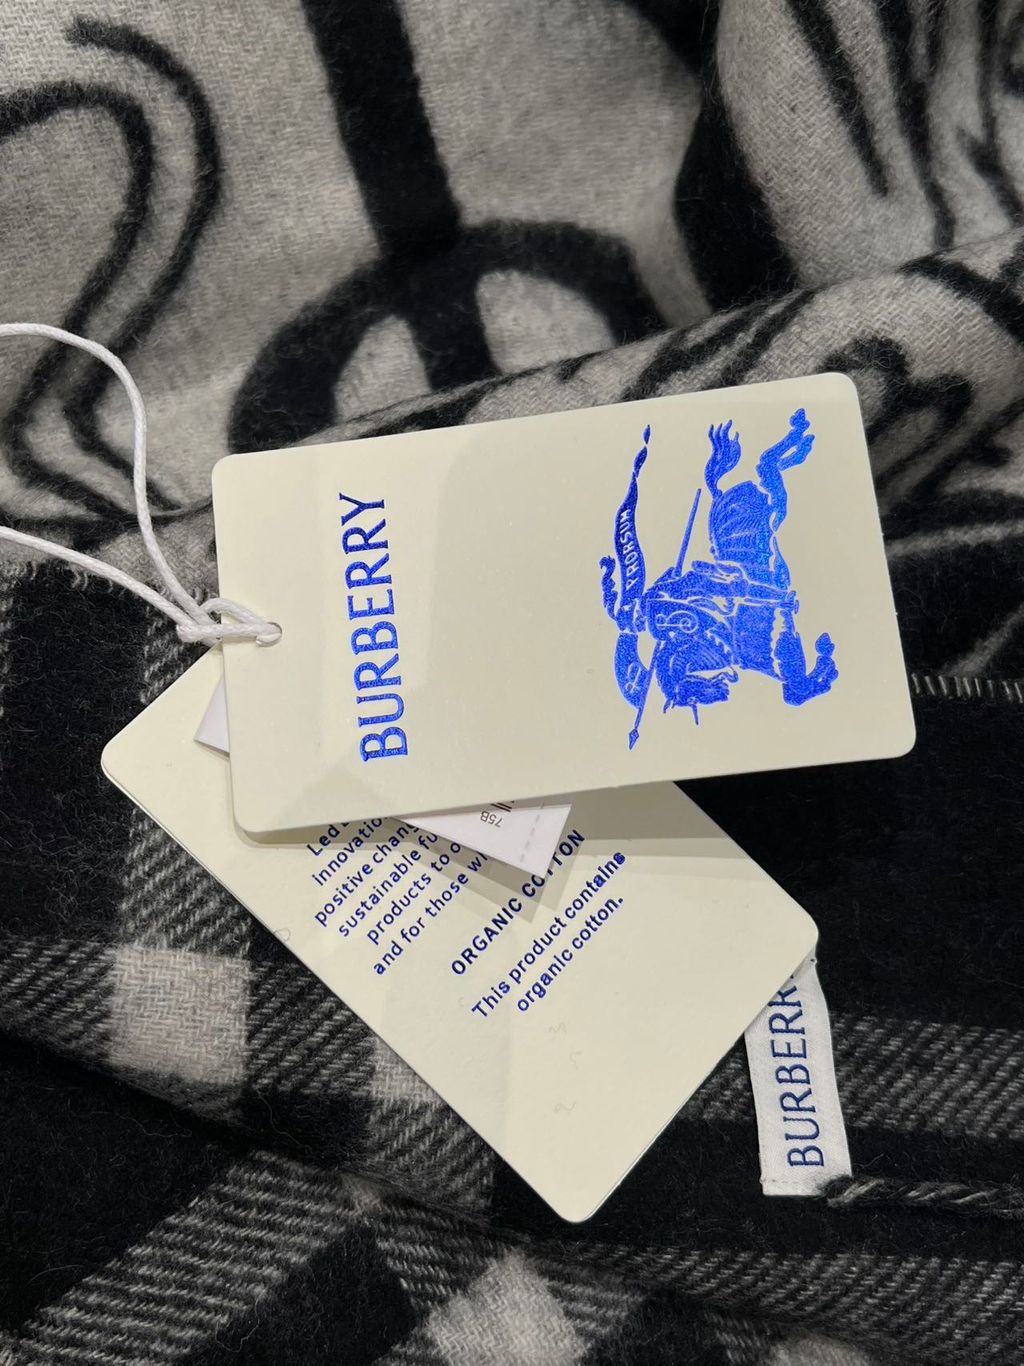 BURBERRY
PRORSUM
75B
Led
innovatio
positive chang
sustainable fu
products to o
and for those w
ORGANIC COTTON
This product contains
organic cotton.
BURBERRY